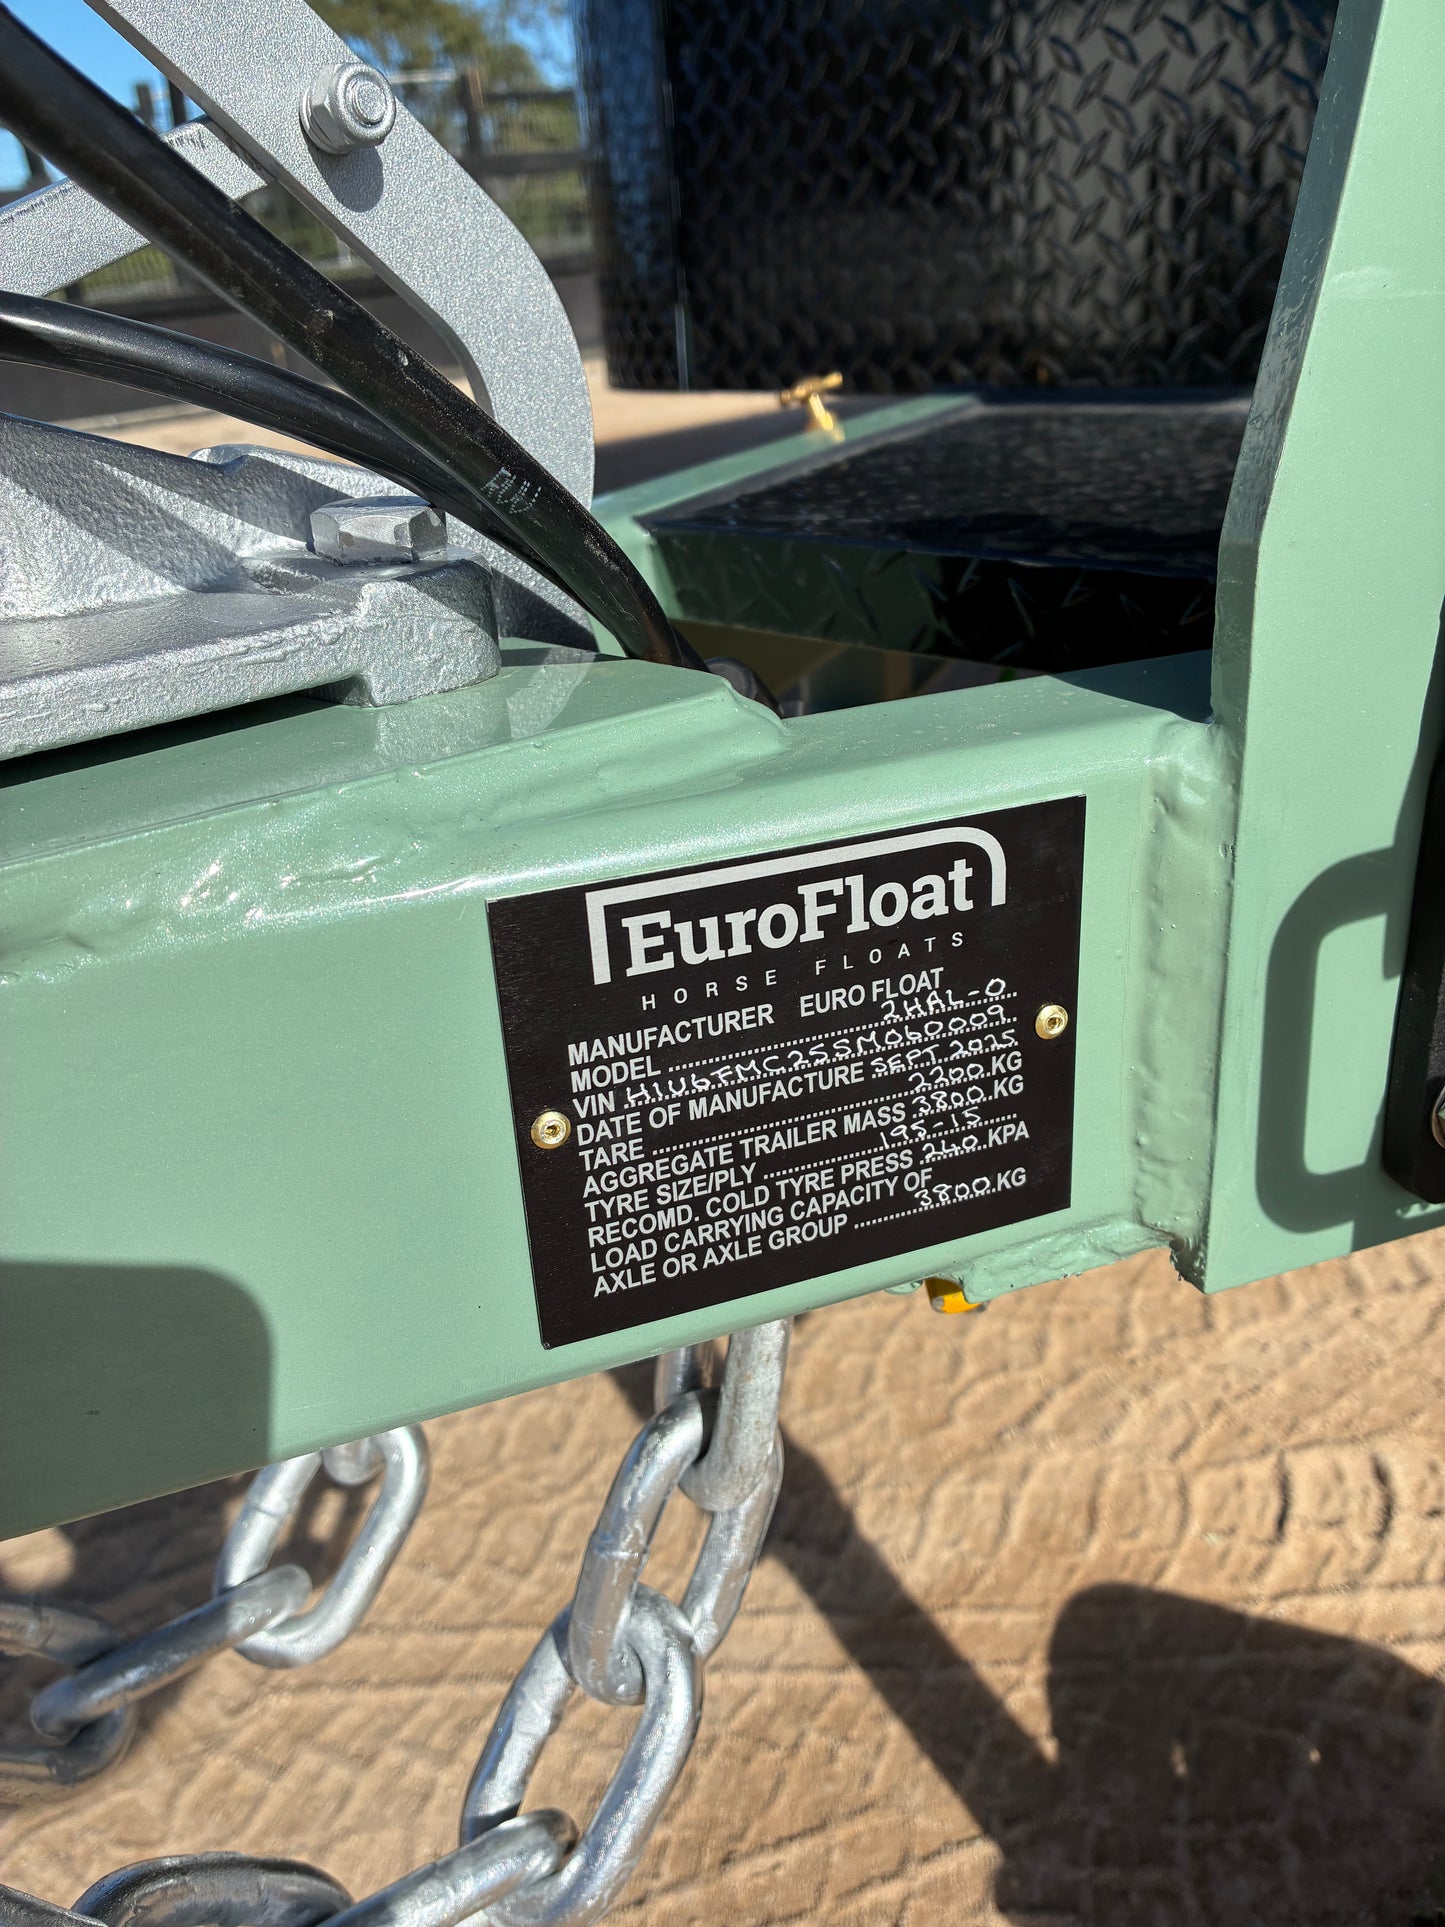 EuroFloat
HORSE FLOATS
MANUFACTURER EURO FLOAT
MODEL 2HAL-O
VIN H1U6FMC25SM060009
DATE OF MANUFACTURE SEPT 2025
TARE 2200 KG
AGGREGATE TRAILER MASS 3800 KG
TYRE SIZE/PLY 195-15
RECOMD. COLD TYRE PRESS 240 KPA
LOAD CARRYING CAPACITY OF
AXLE OR AXLE GROUP 3800 KG